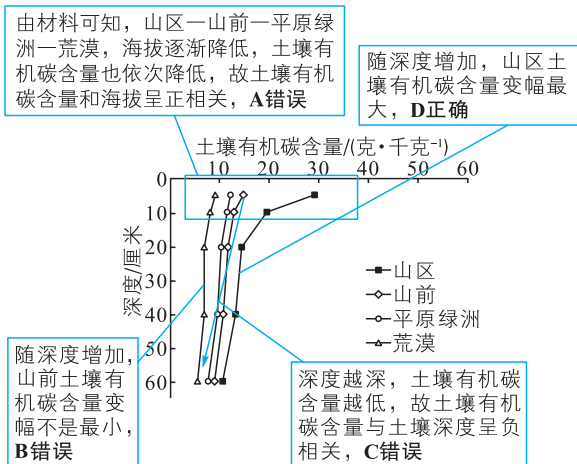 由材料可知，山区一山前一平原绿
洲一荒漠，海拔逐渐降低，土壤有
机碳含量也依次降低，故土壤有机
碳含量和海拔呈正相关，A错误
随深度增加，山区土
壤有机碳含量变幅最
大，D正确
土壤有机碳含量/(克·千克⁻¹)
0 10 20 30 40 50 60
0
10
20
30
40
50
60
深度/厘米
山区
山前
平原绿洲
荒漠
随深度增加，
山前土壤有
机碳含量变
幅不是最小，
B错误
深度越深，土壤有机碳
含量越低，故土壤有机
碳含量与土壤深度呈负
相关，C错误